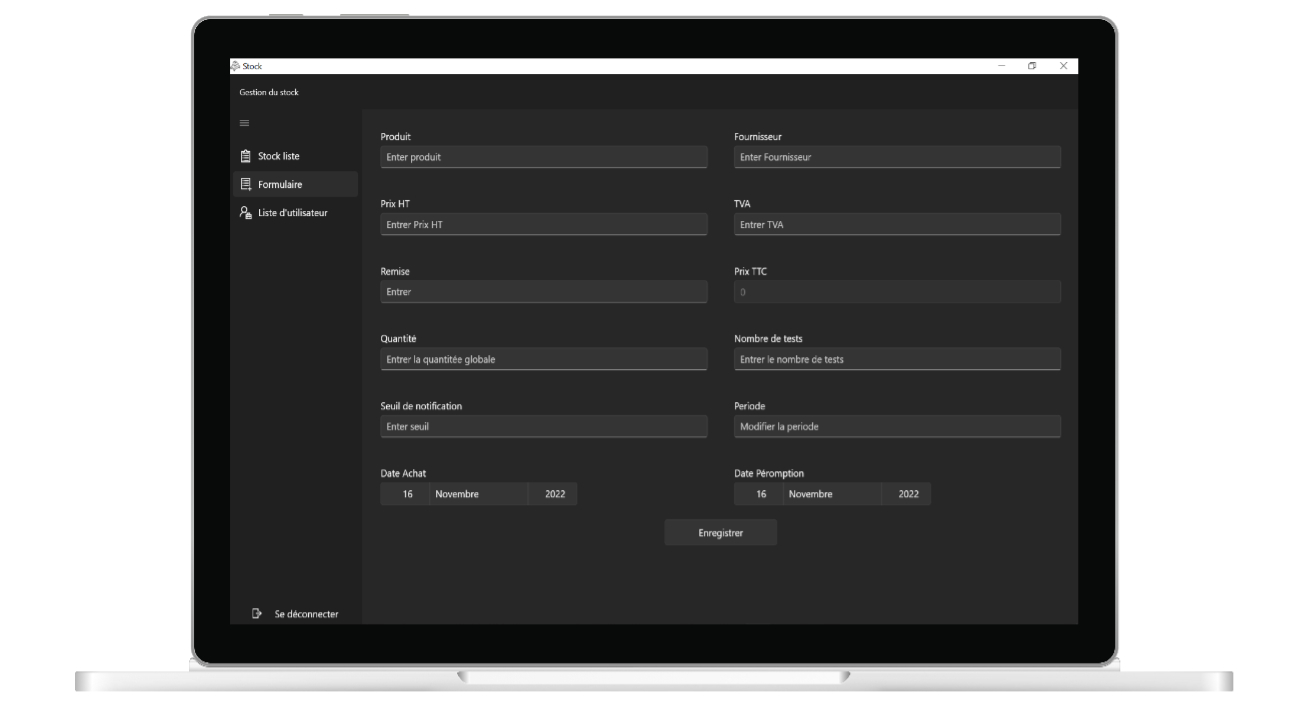 Stock
Gestion du stock
Stock liste
Formulaire
Liste d'utilisateur
Se déconnecter
Produit
Enter produit
Fournisseur
Enter Fournisseur
Prix HT
Entrer Prix HT
TVA
Entrer TVA
Remise
Entrer
Prix TTC
0
Quantité
Entrer la quantitée globale
Nombre de tests
Entrer le nombre de tests
Seuil de notification
Enter seuil
Periode
Modifier la periode
Date Achat
16 Novembre 2022
Date Péromption
16 Novembre 2022
Enregistrer